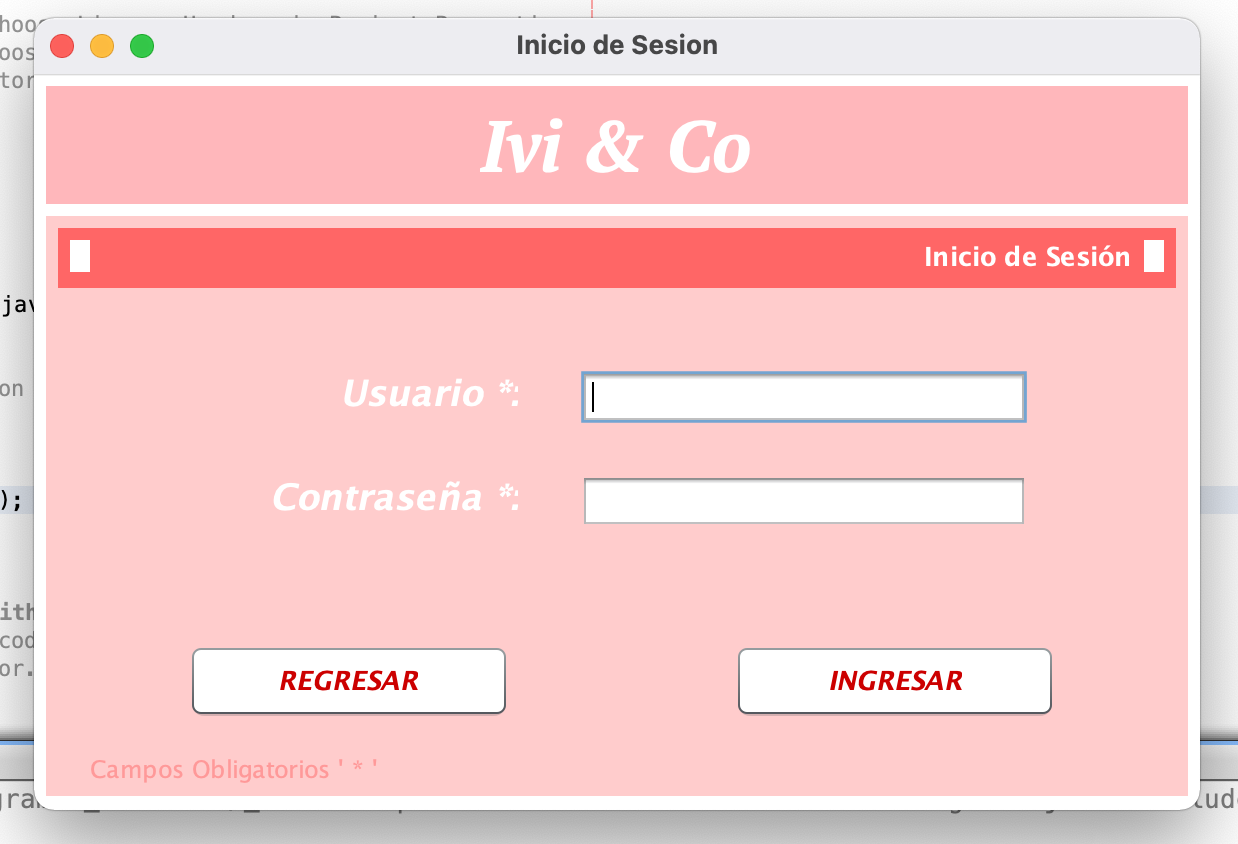 Inicio de Sesion
Ivi & Co
Inicio de Sesión
Usuario *:
Contraseña *:
REGRESAR
INGRESAR
Campos Obligatorios ' * '
);